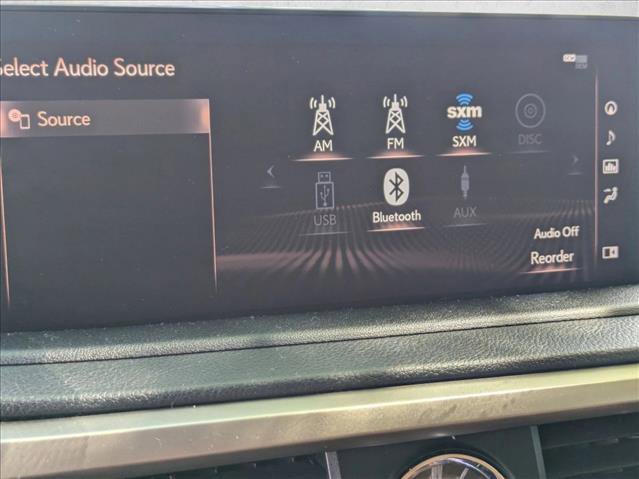 Select Audio Source
Source
AM
FM
sxm
SXM
DISC
USB
Bluetooth
AUX
Audio Off
Reorder